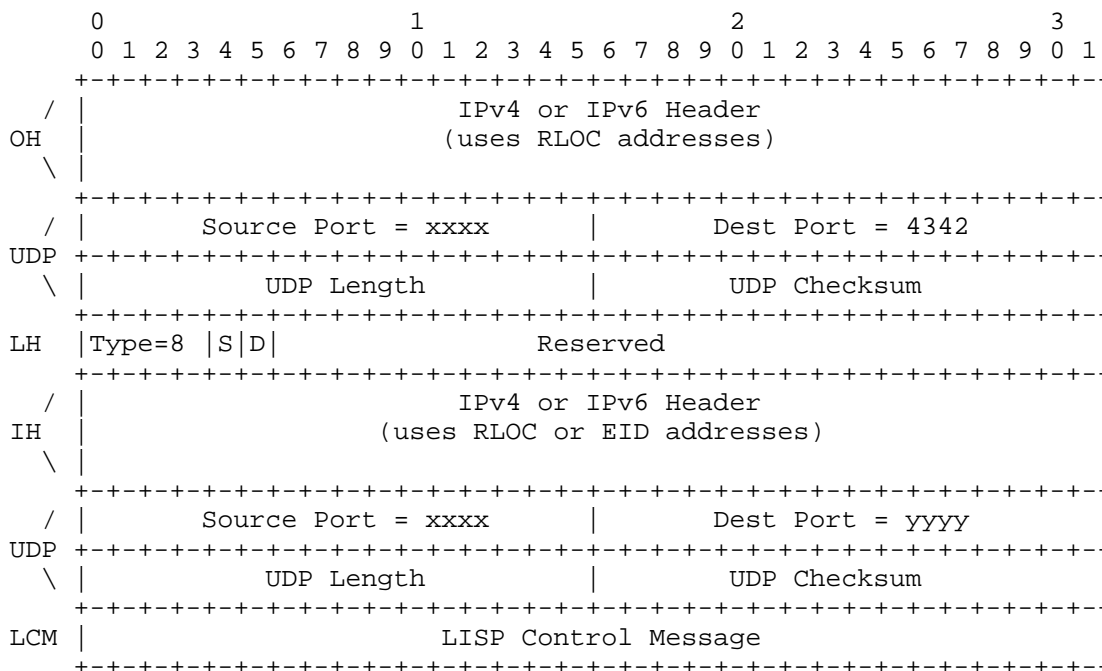 0                   1                   2                   3
 0 1 2 3 4 5 6 7 8 9 0 1 2 3 4 5 6 7 8 9 0 1 2 3 4 5 6 7 8 9 0 1
    +-+-+-+-+-+-+-+-+-+-+-+-+-+-+-+-+-+-+-+-+-+-+-+-+-+-+-+-+-+-+-+-
  / |                       IPv4 or IPv6 Header
OH  |                      (uses RLOC addresses)
  \ |
    +-+-+-+-+-+-+-+-+-+-+-+-+-+-+-+-+-+-+-+-+-+-+-+-+-+-+-+-+-+-+-+-
  / |       Source Port = xxxx      |       Dest Port = 4342
UDP +-+-+-+-+-+-+-+-+-+-+-+-+-+-+-+-+-+-+-+-+-+-+-+-+-+-+-+-+-+-+-+-
  \ |           UDP Length          |        UDP Checksum
    +-+-+-+-+-+-+-+-+-+-+-+-+-+-+-+-+-+-+-+-+-+-+-+-+-+-+-+-+-+-+-+-
LH  |Type=8 |S|D|                Reserved
    +-+-+-+-+-+-+-+-+-+-+-+-+-+-+-+-+-+-+-+-+-+-+-+-+-+-+-+-+-+-+-+-
  / |                       IPv4 or IPv6 Header
IH  |                  (uses RLOC or EID addresses)
  \ |
    +-+-+-+-+-+-+-+-+-+-+-+-+-+-+-+-+-+-+-+-+-+-+-+-+-+-+-+-+-+-+-+-
  / |       Source Port = xxxx      |       Dest Port = yyyy
UDP +-+-+-+-+-+-+-+-+-+-+-+-+-+-+-+-+-+-+-+-+-+-+-+-+-+-+-+-+-+-+-+-
  \ |           UDP Length          |        UDP Checksum
    +-+-+-+-+-+-+-+-+-+-+-+-+-+-+-+-+-+-+-+-+-+-+-+-+-+-+-+-+-+-+-+-
LCM |                      LISP Control Message
    +-+-+-+-+-+-+-+-+-+-+-+-+-+-+-+-+-+-+-+-+-+-+-+-+-+-+-+-+-+-+-+-